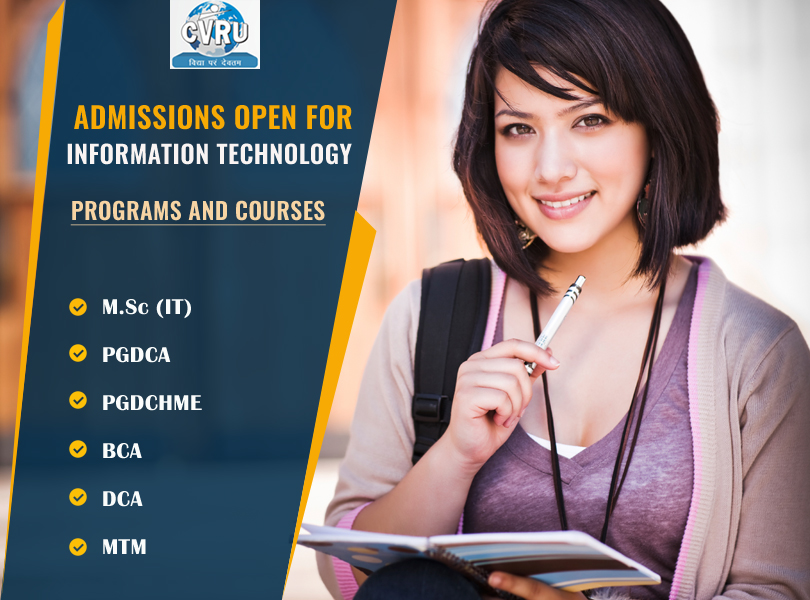 CVRU
विद्या परं देवतम
ADMISSIONS OPEN FOR
INFORMATION TECHNOLOGY
PROGRAMS AND COURSES
M.Sc (IT)
PGDCA
PGDCHME
BCA
DCA
MTM